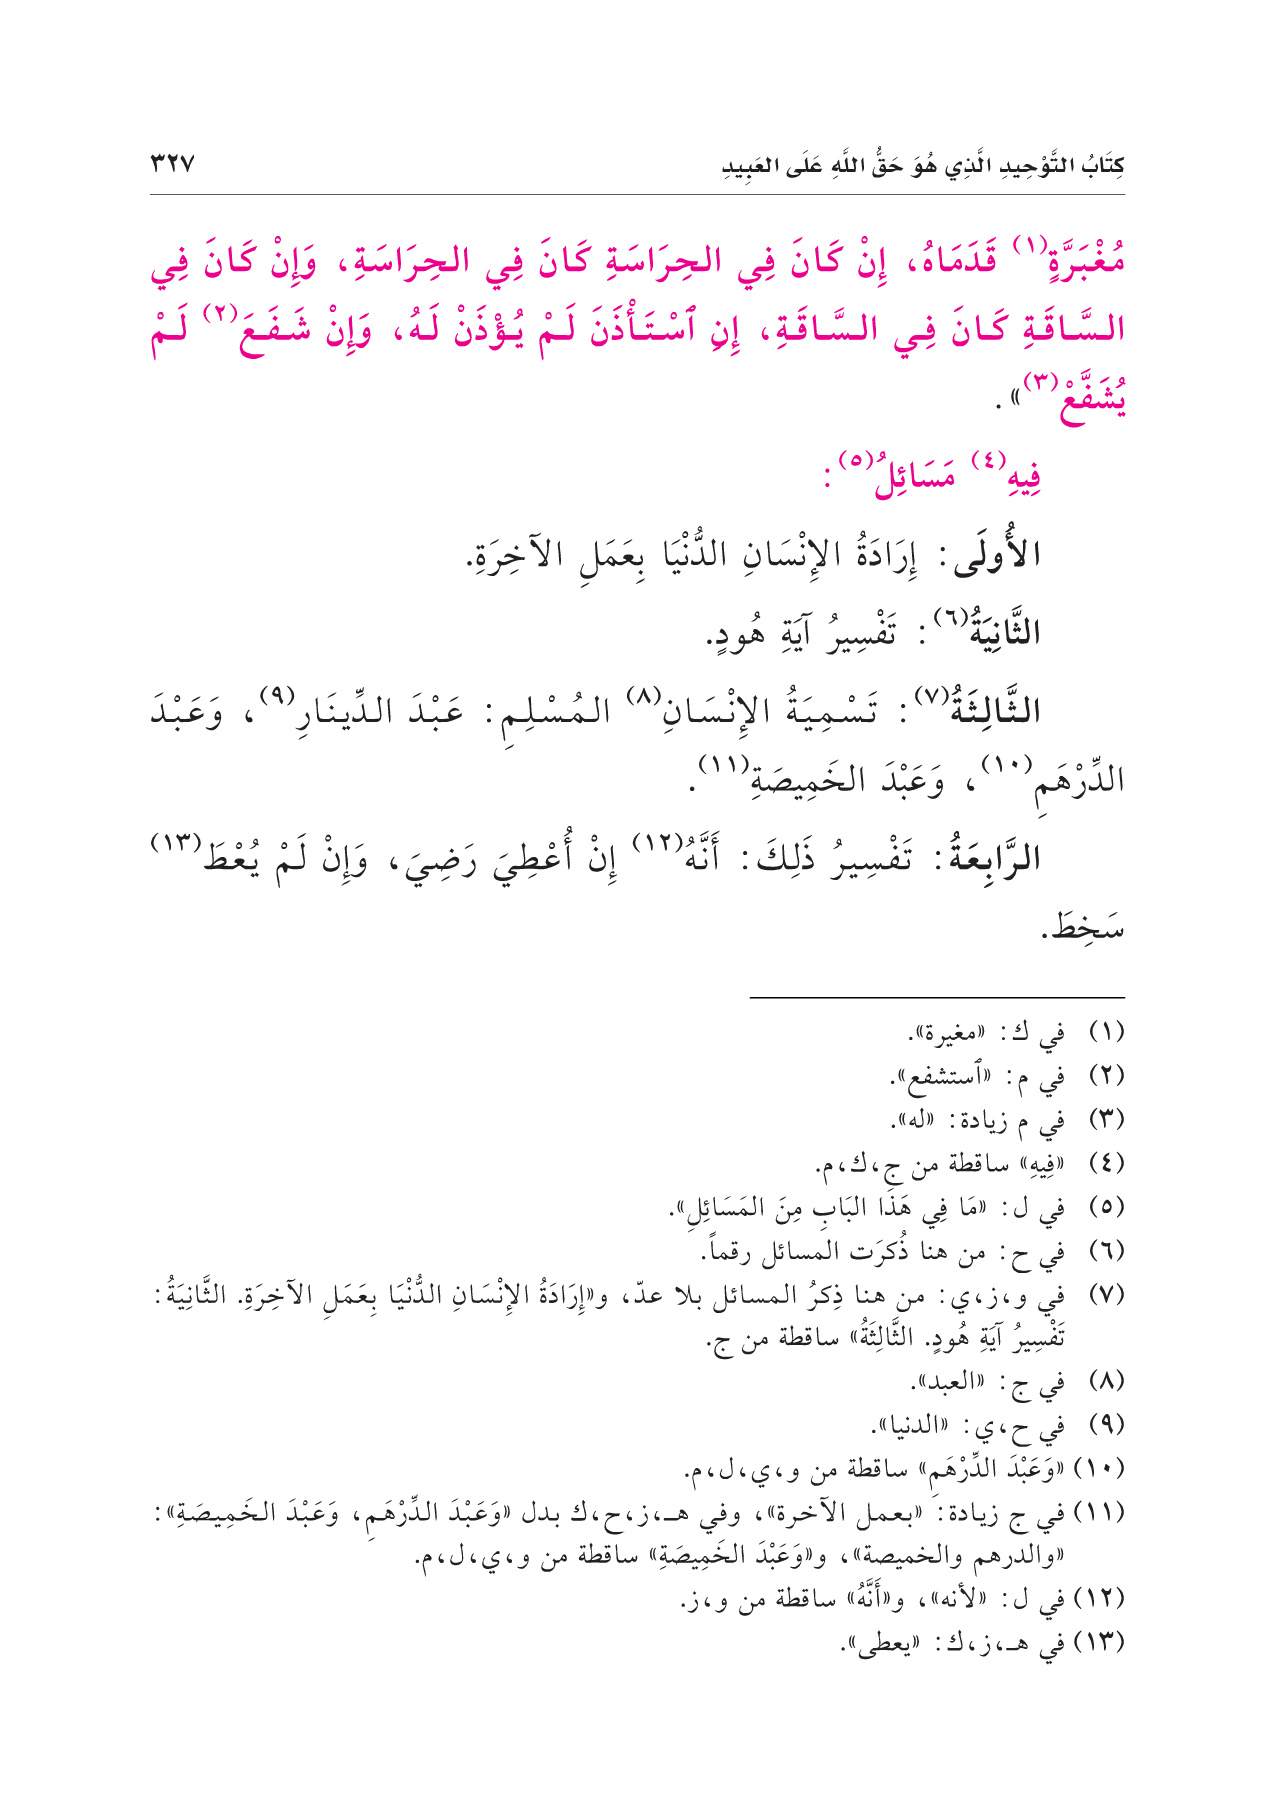 كِتَابُ التَّوْحِيدِ الَّذِي هُوَ حَقُّ اللَّهِ عَلَى العَبِيدِ ٣٢٧
مُغْبَرَّةٍ(١) قَدَمَاهُ، إِنْ كَانَ فِي الحِرَاسَةِ كَانَ فِي الحِرَاسَةِ، وَإِنْ كَانَ فِي
السَّاقَةِ كَانَ فِي السَّاقَةِ، إِنِ ٱسْتَأْذَنَ لَمْ يُؤْذَنْ لَهُ، وَإِنْ شَفَعَ(٢) لَمْ
يُشَفَّعْ(٣)».
فِيهِ(٤) مَسَائِلُ(٥):
الأُولَى: إِرَادَةُ الإِنْسَانِ الدُّنْيَا بِعَمَلِ الآخِرَةِ.
الثَّانِيَةُ(٦): تَفْسِيرُ آيَةِ هُودٍ.
الثَّالِثَةُ(٧): تَسْمِيَةُ الإِنْسَانِ(٨) المُسْلِمِ: عَبْدَ الدِّينَارِ(٩)، وَعَبْدَ
الدِّرْهَمِ(١٠)، وَعَبْدَ الخَمِيصَةِ(١١).
الرَّابِعَةُ: تَفْسِيرُ ذَلِكَ: أَنَّهُ(١٢) إِنْ أُعْطِيَ رَضِيَ، وَإِنْ لَمْ يُعْطَ(١٣)
سَخِطَ.
(١) في ك: «مغيرة».
(٢) في م: «ٱستشفع».
(٣) في م زيادة: «له».
(٤) «فِيهِ» ساقطة من ج،ك،م.
(٥) في ل: «مَا فِي هَذَا البَابِ مِنَ المَسَائِلِ».
(٦) في ح: من هنا ذُكرَت المسائل رقماً.
(٧) في و،ز،ي: من هنا ذِكرُ المسائل بلا عدّ، و«إِرَادَةُ الإِنْسَانِ الدُّنْيَا بِعَمَلِ الآخِرَةِ. الثَّانِيَةُ:
تَفْسِيرُ آيَةِ هُودٍ. الثَّالِثَةُ» ساقطة من ج.
(٨) في ج: «العبد».
(٩) في ح،ي: «الدنيا».
(١٠) «وَعَبْدَ الدِّرْهَمِ» ساقطة من و،ي،ل،م.
(١١) في ج زيادة: «بعمل الآخرة»، وفي هـ،ز،ح،ك بدل «وَعَبْدَ الدِّرْهَمِ، وَعَبْدَ الخَمِيصَةِ»:
«والدرهم والخميصة»، و«وَعَبْدَ الخَمِيصَةِ» ساقطة من و،ي،ل،م.
(١٢) في ل: «لأنه»، و«أَنَّهُ» ساقطة من و،ز.
(١٣) في هـ،ز،ك: «يعطى».